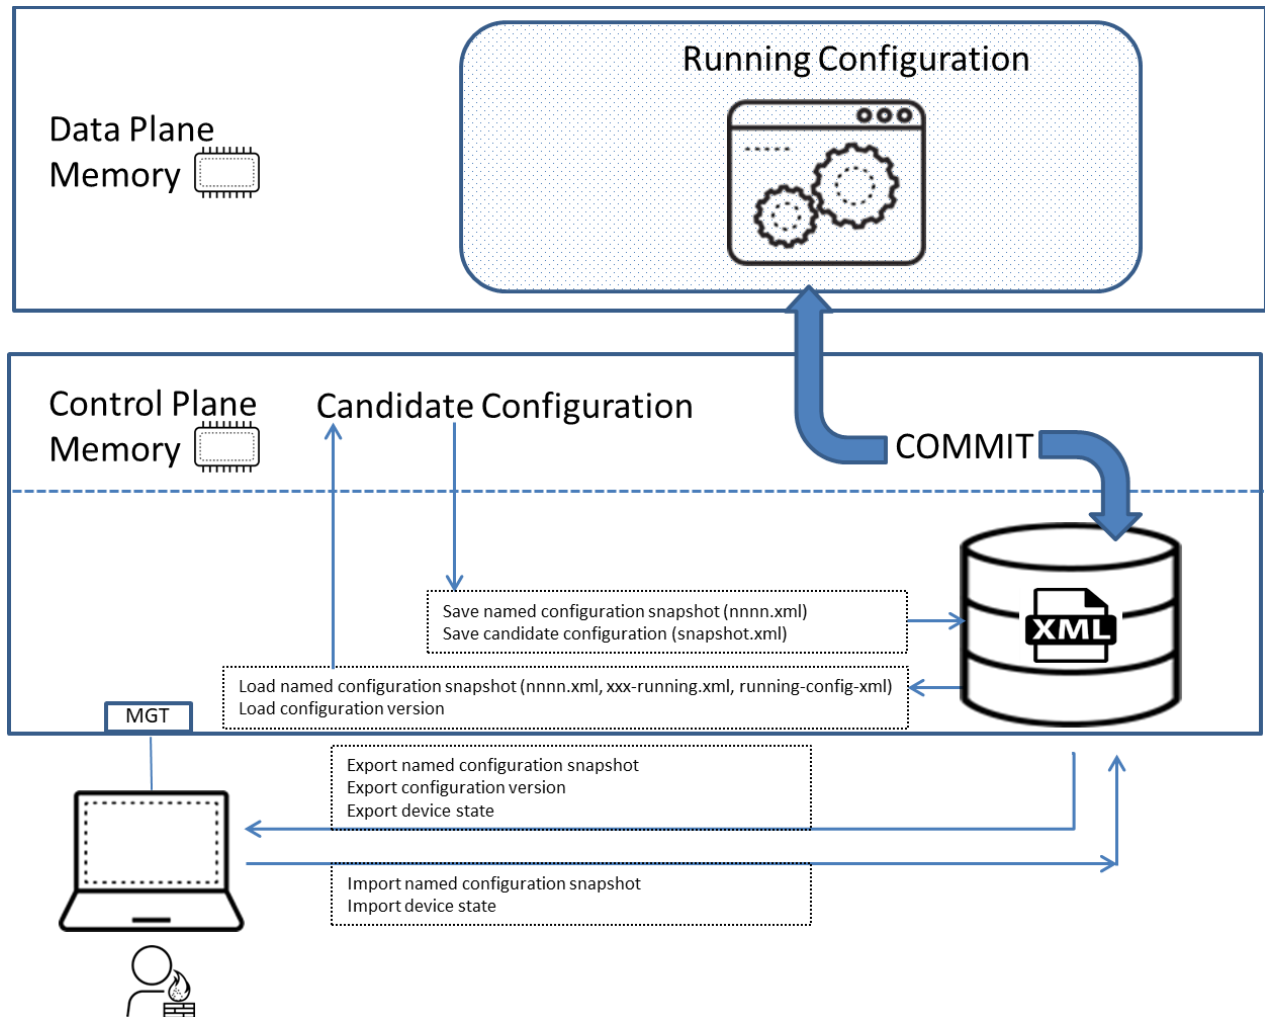 Running Configuration
Data Plane
Memory
Control Plane
Memory
Candidate Configuration
COMMIT
Save named configuration snapshot (nnnn.xml)
Save candidate configuration (snapshot.xml)
XML
Load named configuration snapshot (nnnn.xml, xxx-running.xml, running-config-xml)
Load configuration version
MGT
Export named configuration snapshot
Export configuration version
Export device state
Import named configuration snapshot
Import device state